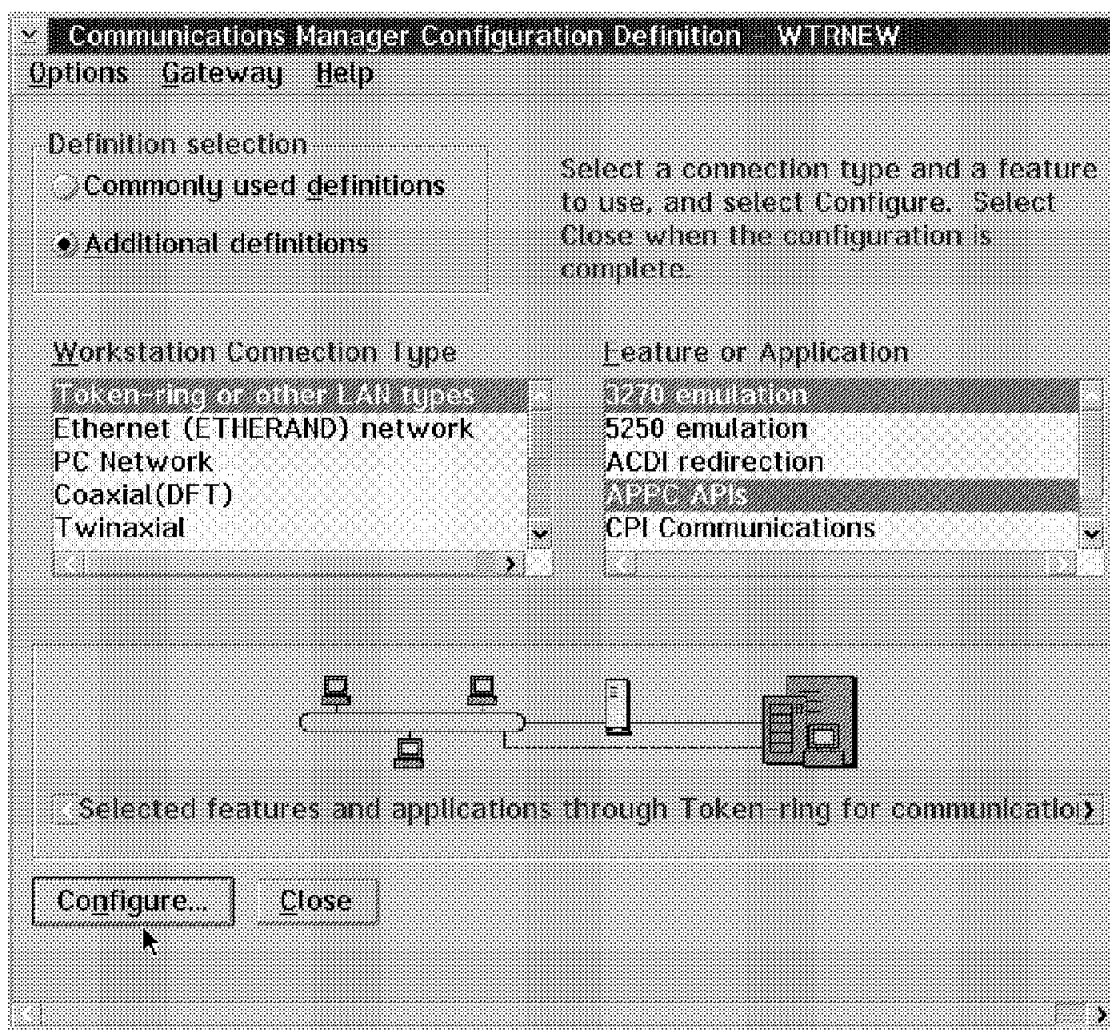 Communications Manager Configuration Definition - WTRNEW
Options Gateway Help
Definition selection
Commonly used definitions
Additional definitions
Select a connection type and a feature
to use, and select Configure. Select
Close when the configuration is
complete.
Workstation Connection Type
Token-ring or other LAN types
Ethernet (ETHERAND) network
PC Network
Coaxial(DFT)
Twinaxial
Feature or Application
3270 emulation
5250 emulation
ACDI redirection
APPC APIs
CPI Communications
Selected features and applications through Token-ring for communication
Configure...
Close